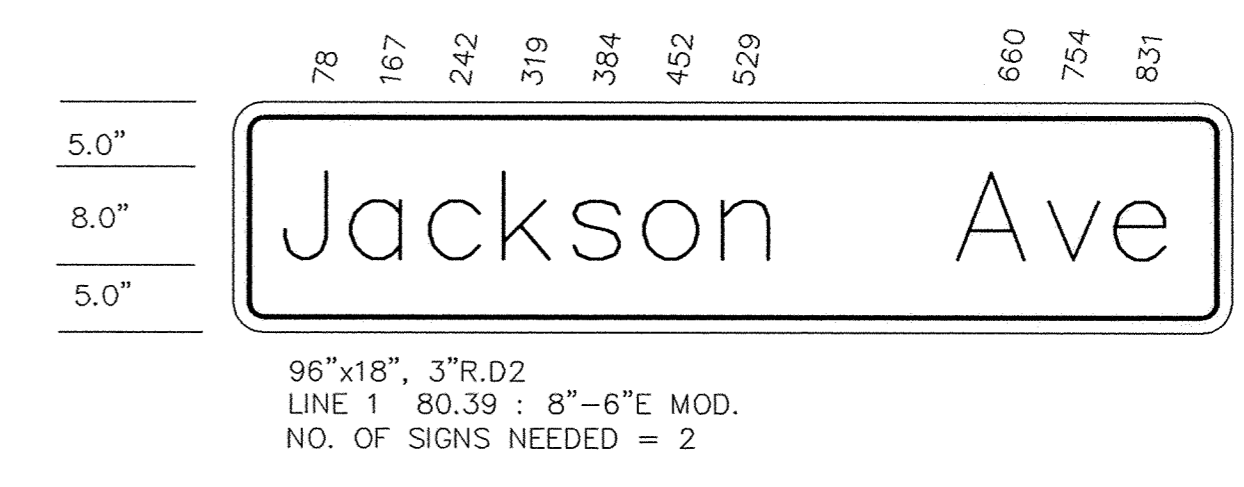 78 167 242 319 384 452 529 660 754 831
5.0”
8.0”
5.0”
Jackson Ave
96”x18”, 3”R.D2
LINE 1 80.39 : 8”–6”E MOD.
NO. OF SIGNS NEEDED = 2